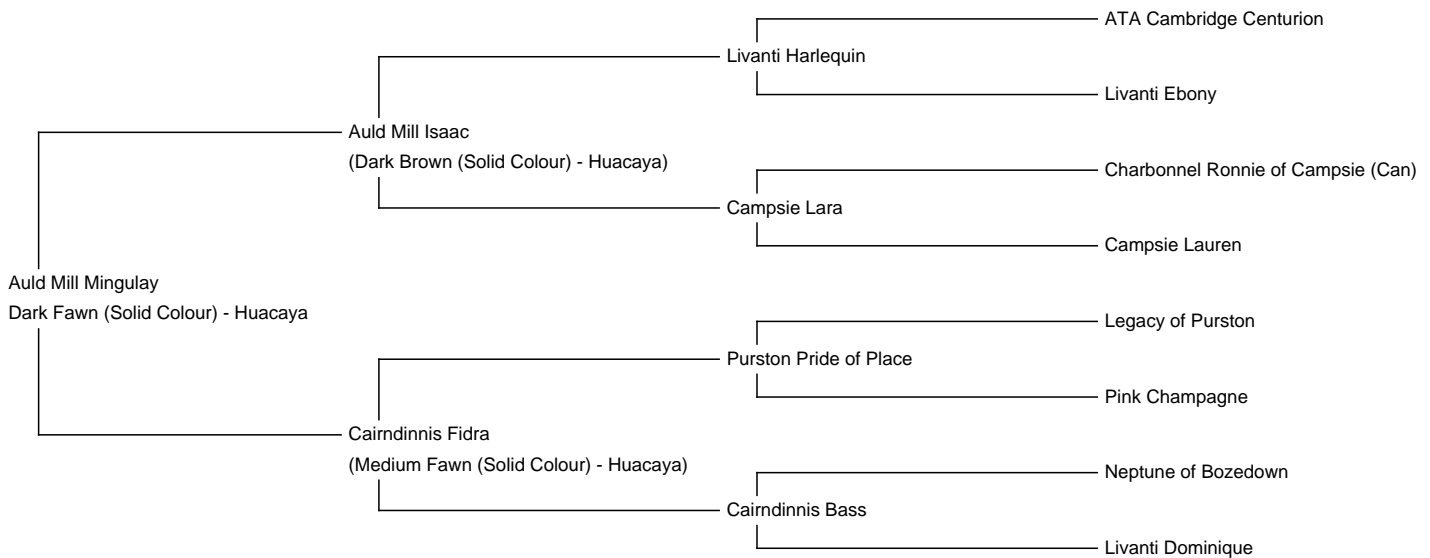 ATA Cambridge Centurion
Livanti Harlequin
Livanti Ebony
Auld Mill Isaac
(Dark Brown (Solid Colour) - Huacaya)
Charbonnel Ronnie of Campsie (Can)
Campsie Lara
Campsie Lauren
Auld Mill Mingulay
Dark Fawn (Solid Colour) - Huacaya
Legacy of Purston
Purston Pride of Place
Pink Champagne
Cairndinnis Fidra
(Medium Fawn (Solid Colour) - Huacaya)
Neptune of Bozedown
Cairndinnis Bass
Livanti Dominique